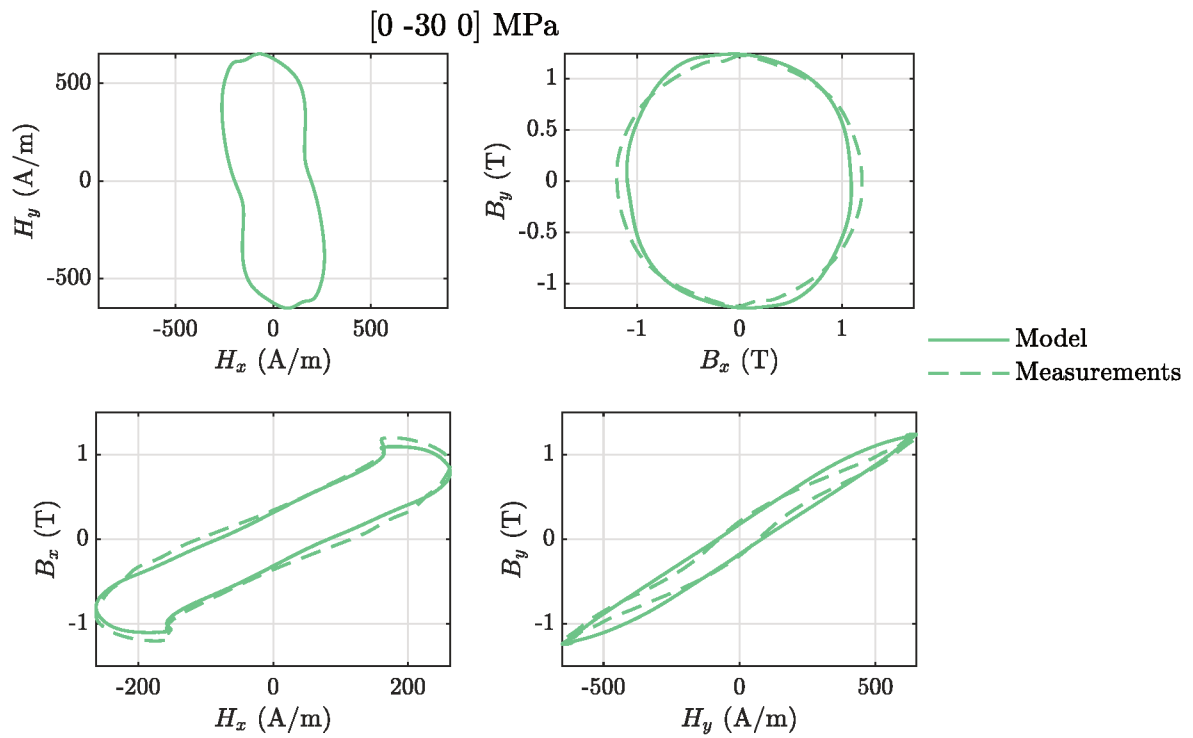 [0 -30 0] MPa
500
0
-500
-500 0 500
H_y (A/m)
H_x (A/m)
1
0.5
0
-0.5
-1
-1 0 1
B_y (T)
B_x (T)
Model
Measurements
1
0
-1
-200 0 200
B_x (T)
H_x (A/m)
1
0
-1
-500 0 500
B_y (T)
H_y (A/m)